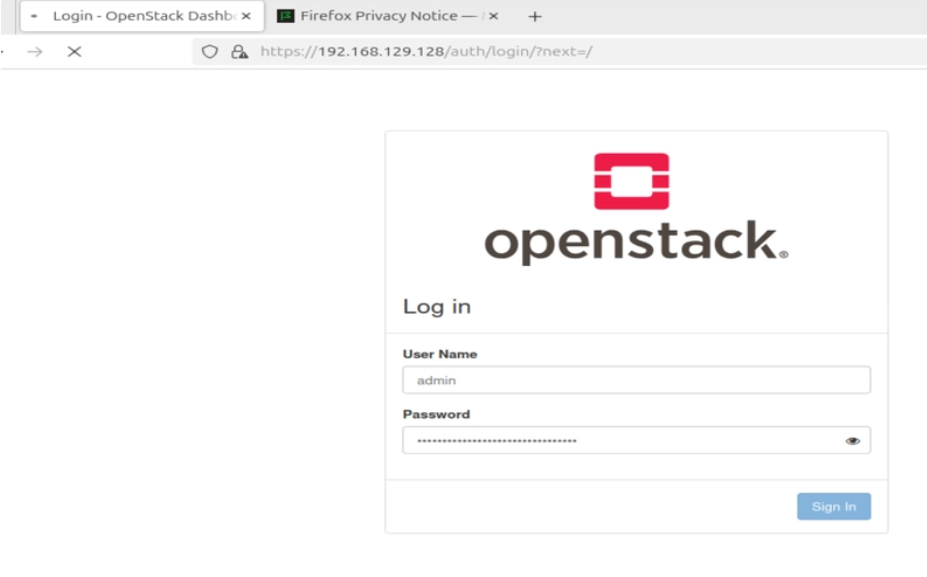 Login - OpenStack Dashbo
Firefox Privacy Notice —
https://192.168.129.128/auth/login/?next=/
openstack.
Log in
User Name
admin
Password
Sign In